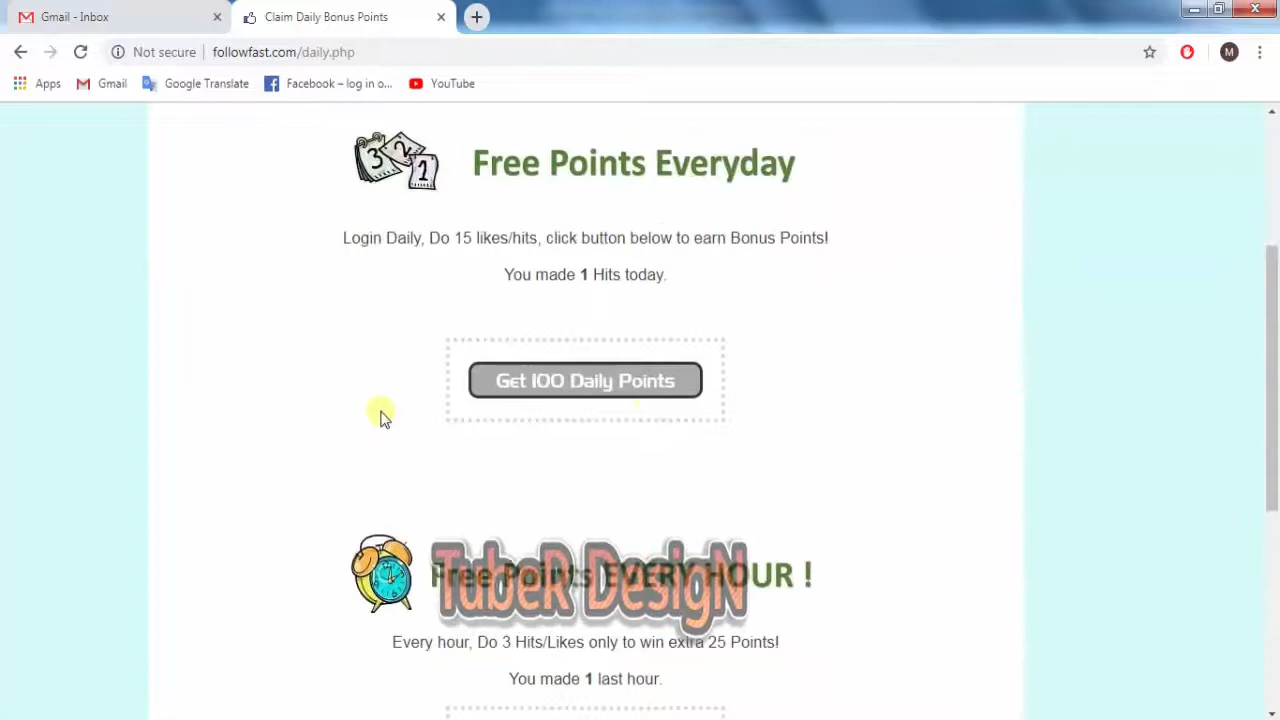 Gmail - Inbox
Claim Daily Bonus Points
Not secure
followfast.com/daily.php
M
Apps
Gmail
Google Translate
Facebook – log in o...
YouTube
3 2 1
Free Points Everyday
Login Daily, Do 15 likes/hits, click button below to earn Bonus Points!
You made 1 Hits today.
Get 100 Daily Points
Free Points EVERY HOUR !
TubeR DesigN
Every hour, Do 3 Hits/Likes only to win extra 25 Points!
You made 1 last hour.